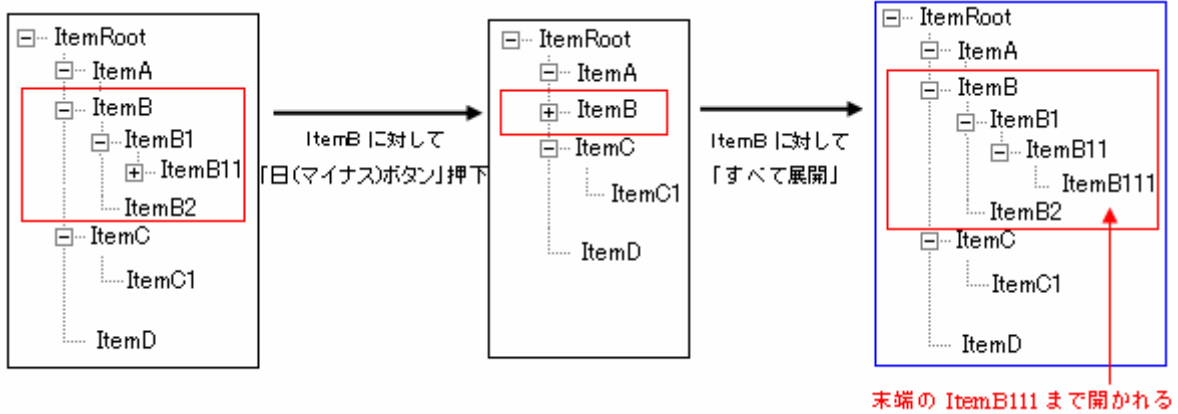 ItemRoot
ItemA
ItemB
ItemB1
ItemB11
ItemB2
ItemC
ItemC1
ItemD
ItemB に対して
「日(マイナス)ボタン」押下
ItemRoot
ItemA
ItemB
ItemC
ItemC1
ItemD
ItemB に対して
「すべて展開」
ItemRoot
ItemA
ItemB
ItemB1
ItemB11
ItemB111
ItemB2
ItemC
ItemC1
ItemD
末端の ItemB111 まで開かれる